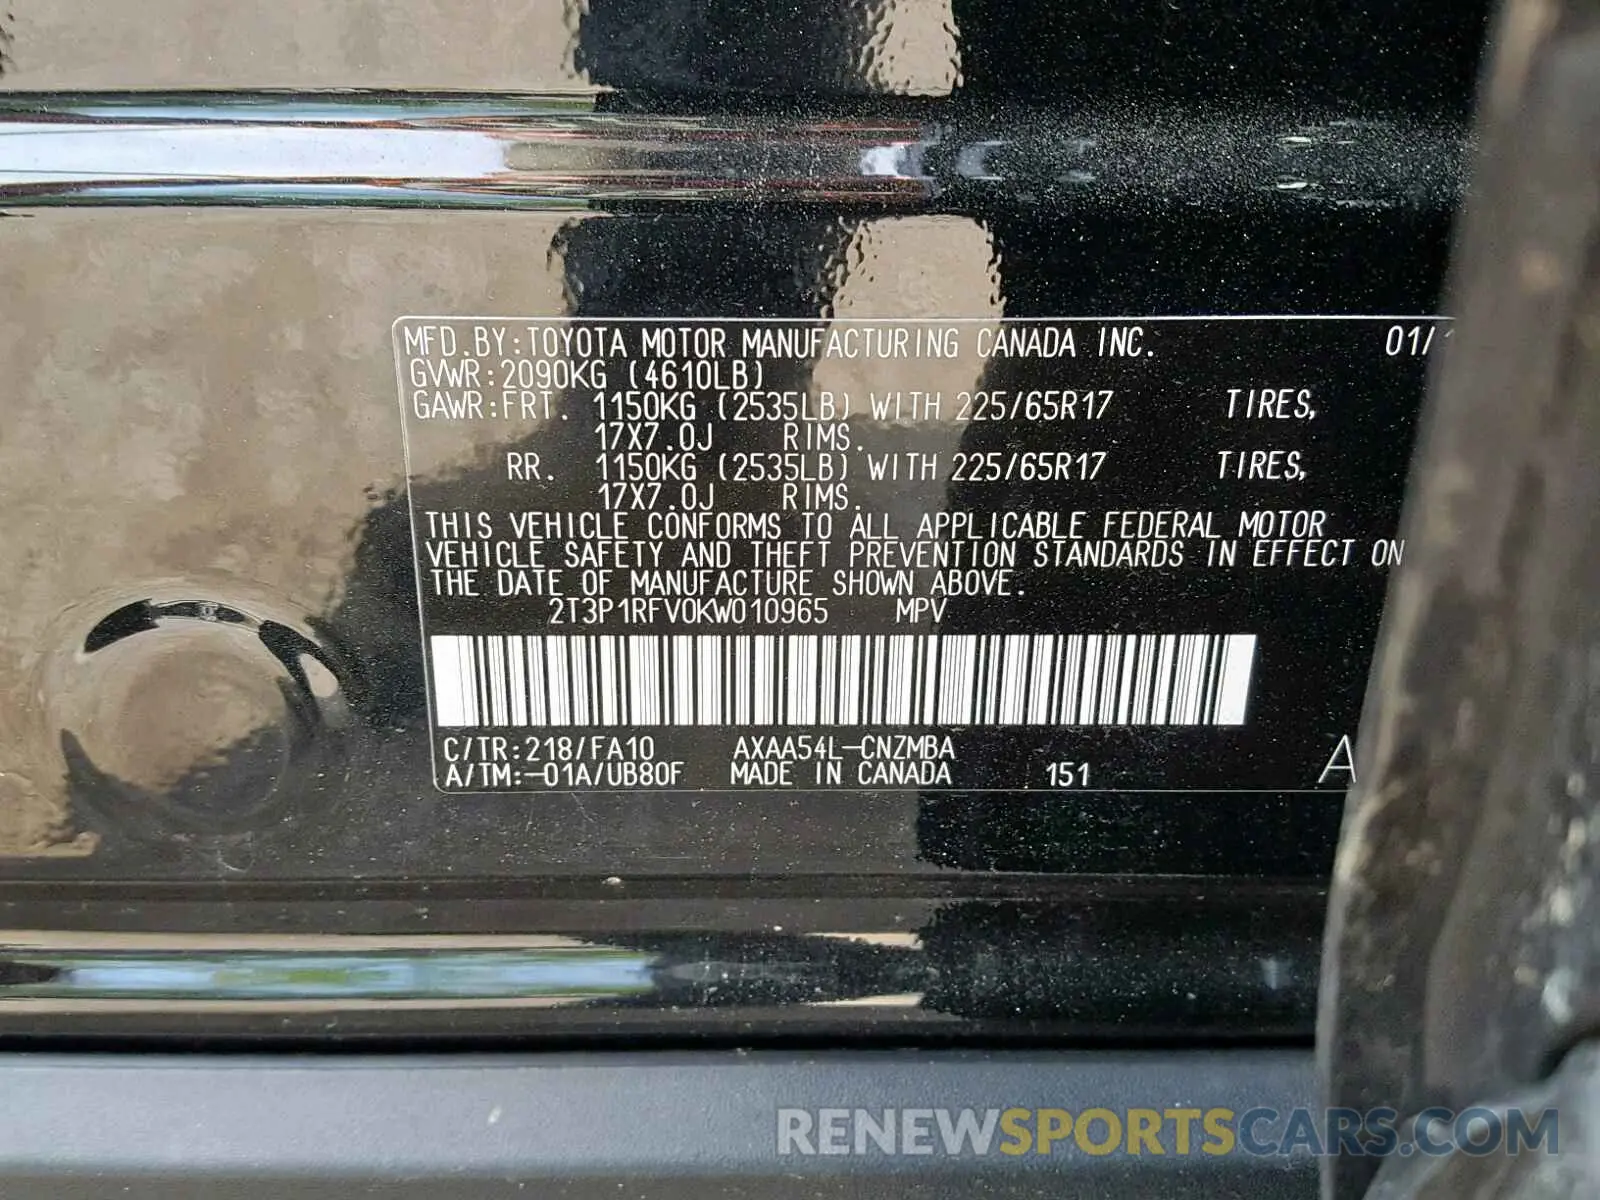 MFD.BY:TOYOTA MOTOR MANUFACTURING CANADA INC. 01/
GVWR:2090KG (4610LB)
GAWR:FRT. 1150KG (2535LB) WITH 225/65R17 TIRES,
17X7.0J RIMS.
RR. 1150KG (2535LB) WITH 225/65R17 TIRES,
17X7.0J RIMS.
THIS VEHICLE CONFORMS TO ALL APPLICABLE FEDERAL MOTOR
VEHICLE SAFETY AND THEFT PREVENTION STANDARDS IN EFFECT ON
THE DATE OF MANUFACTURE SHOWN ABOVE.
2T3P1RFV0KW010965 MPV
C/TR:218/FA10 AXAA54L-CNZMBA
A/TM:-01A/UB80F MADE IN CANADA 151 A
RENEWSPORTSCARS.COM